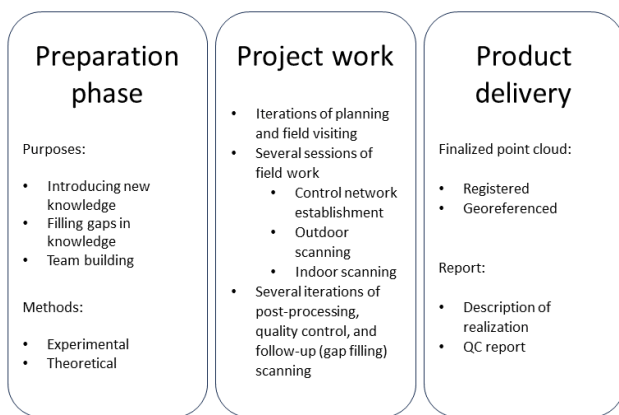 Preparation
phase
Purposes:
• Introducing new
knowledge
• Filling gaps in
knowledge
• Team building
Methods:
• Experimental
• Theoretical
Project work
• Iterations of planning
and field visiting
• Several sessions of
field work
• Control network
establishment
• Outdoor
scanning
• Indoor scanning
• Several iterations of
post-processing,
quality control, and
follow-up (gap filling)
scanning
Product
delivery
Finalized point cloud:
• Registered
• Georeferenced
Report:
• Description of
realization
• QC report